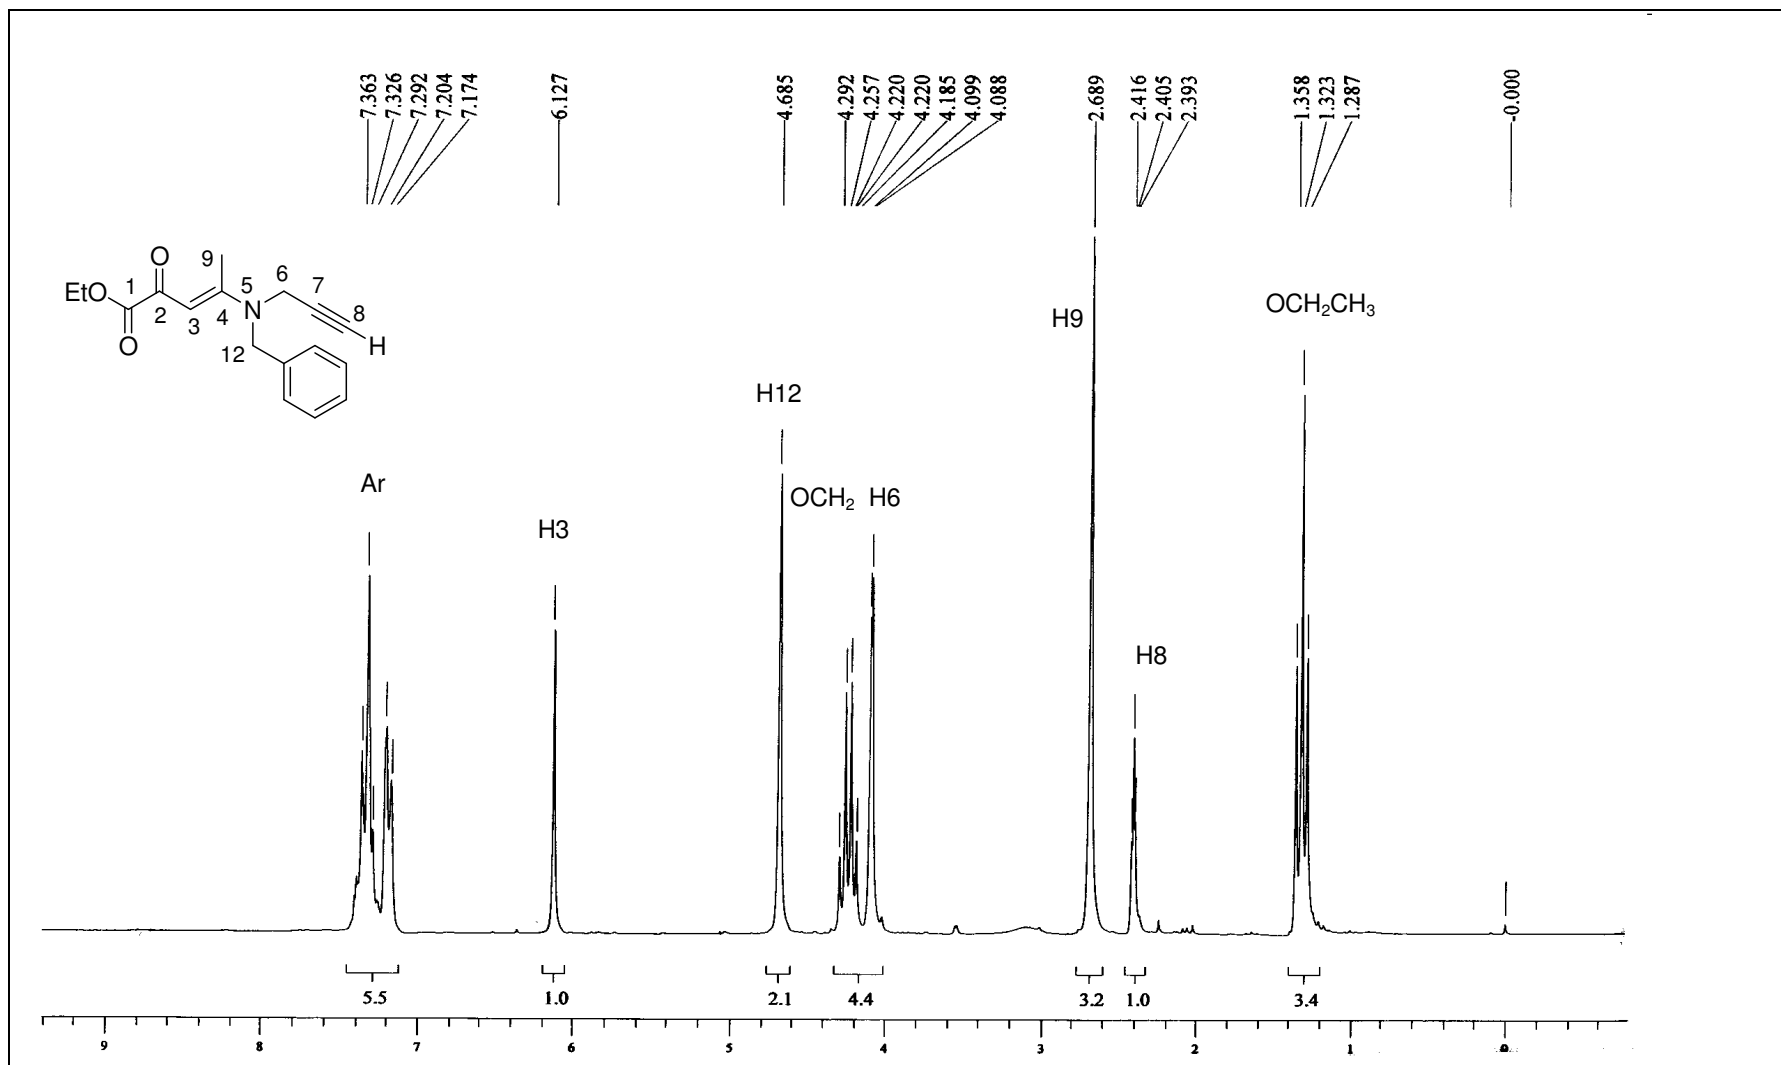 7.363
7.326
7.292
7.204
7.174
6.127
4.685
4.292
4.257
4.220
4.220
4.185
4.099
4.088
2.689
2.416
2.405
2.393
1.358
1.323
1.287
-0.000
O
9
6
1
5
7
EtO
8
2
3
4
N
H
O
12
H9
OCH₂CH₃
H12
Ar
OCH₂ H6
H3
H8
5.5 1.0 2.1 4.4 3.2 1.0 3.4
9 8 7 6 5 4 3 2 1 0